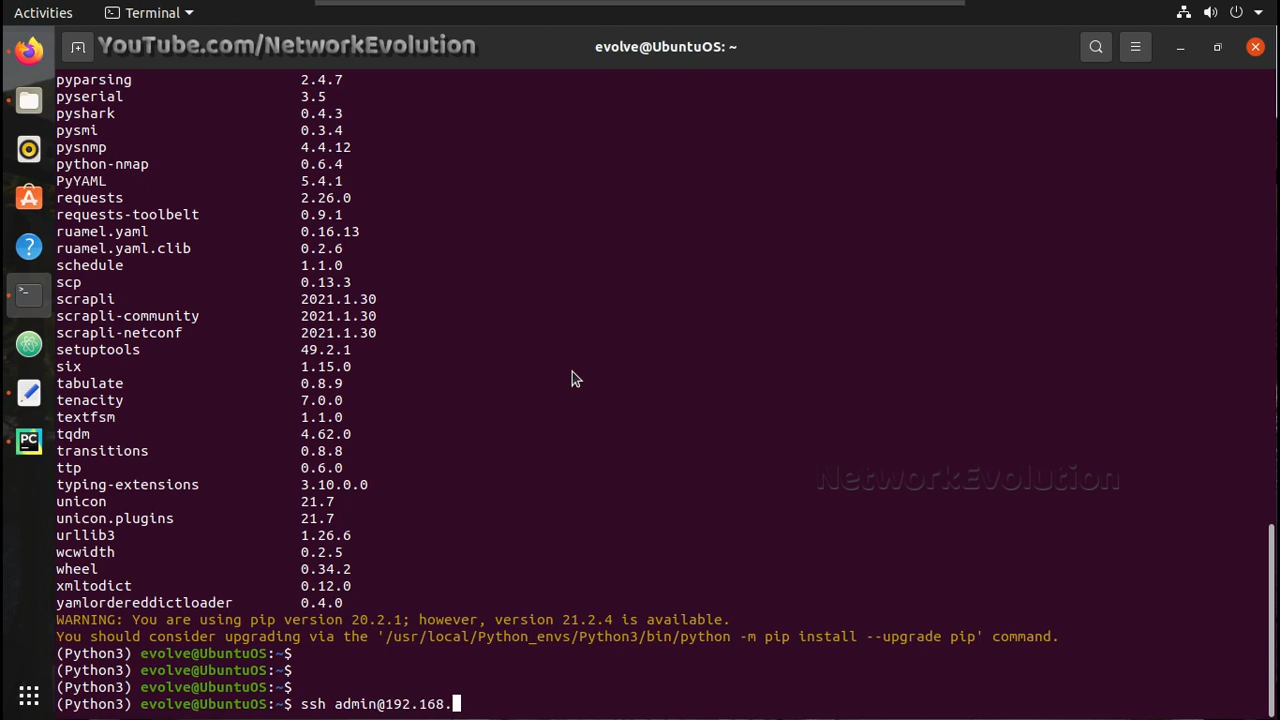 Activities Terminal
YouTube.com/NetworkEvolution evolve@UbuntuOS: ~
pyparsing 2.4.7
pyserial 3.5
pyshark 0.4.3
pysmi 0.3.4
pysnmp 4.4.12
python-nmap 0.6.4
PyYAML 5.4.1
requests 2.26.0
requests-toolbelt 0.9.1
ruamel.yaml 0.16.13
ruamel.yaml.clib 0.2.6
schedule 1.1.0
scp 0.13.3
scrapli 2021.1.30
scrapli-community 2021.1.30
scrapli-netconf 2021.1.30
setuptools 49.2.1
six 1.15.0
tabulate 0.8.9
tenacity 7.0.0
textfsm 1.1.0
tqdm 4.62.0
transitions 0.8.8
ttp 0.6.0
NetworkEvolution
typing-extensions 3.10.0.0
unicon 21.7
unicon.plugins 21.7
urllib3 1.26.6
wcwidth 0.2.5
wheel 0.34.2
xmltodict 0.12.0
yamlordereddictloader 0.4.0
WARNING: You are using pip version 20.2.1; however, version 21.2.4 is available.
You should consider upgrading via the '/usr/local/Python_envs/Python3/bin/python -m pip install --upgrade pip' command.
(Python3) evolve@UbuntuOS:~$
(Python3) evolve@UbuntuOS:~$
(Python3) evolve@UbuntuOS:~$
(Python3) evolve@UbuntuOS:~$ ssh admin@192.168.
PC